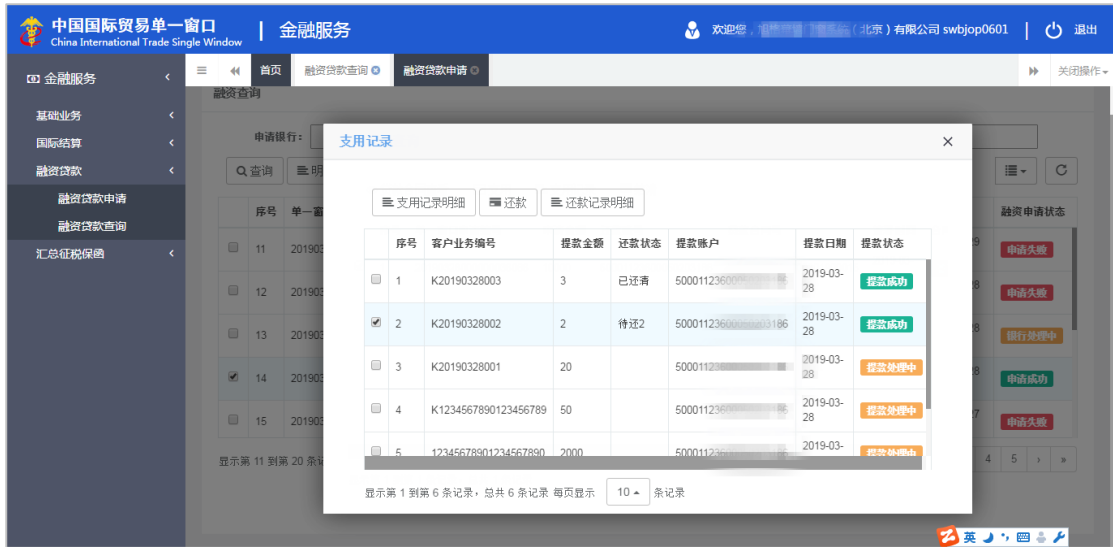 中国国际贸易单一窗口 | 金融服务
China International Trade Single Window
欢迎您, (北京)有限公司 swbjop0601 | 退出
金融服务
首页 融资贷款查询 融资贷款申请 关闭操作
基础业务
国际结算
融资贷款
融资贷款申请
融资贷款查询
汇总征税保函
融资查询
申请银行:
查询
序号 融资申请状态
11 201903 申请失败
12 201903 申请失败
13 201903 银行处理中
14 201903 申请成功
15 201903 申请失败
显示第 11 到第 20 条记 4 5 › »
支用记录 ×
支用记录明细 还款 还款记录明细
序号 客户业务编号 提款金额 还款状态 提款账户 提款日期 提款状态
1 K20190328003 3 已还清 5000112360 2019-03-28 提款成功
2 K20190328002 2 待还2 5000112360 03186 2019-03-28 提款成功
3 K20190328001 20 50001123 2019-03-28 提款处理中
4 K1234567890123456789 50 500011236 2019-03-28 提款处理中
5 12345678901234567890 2000 500011236 2019-03- 提款处理中
显示第 1 到第 6 条记录,总共 6 条记录 每页显示 10 条记录
英